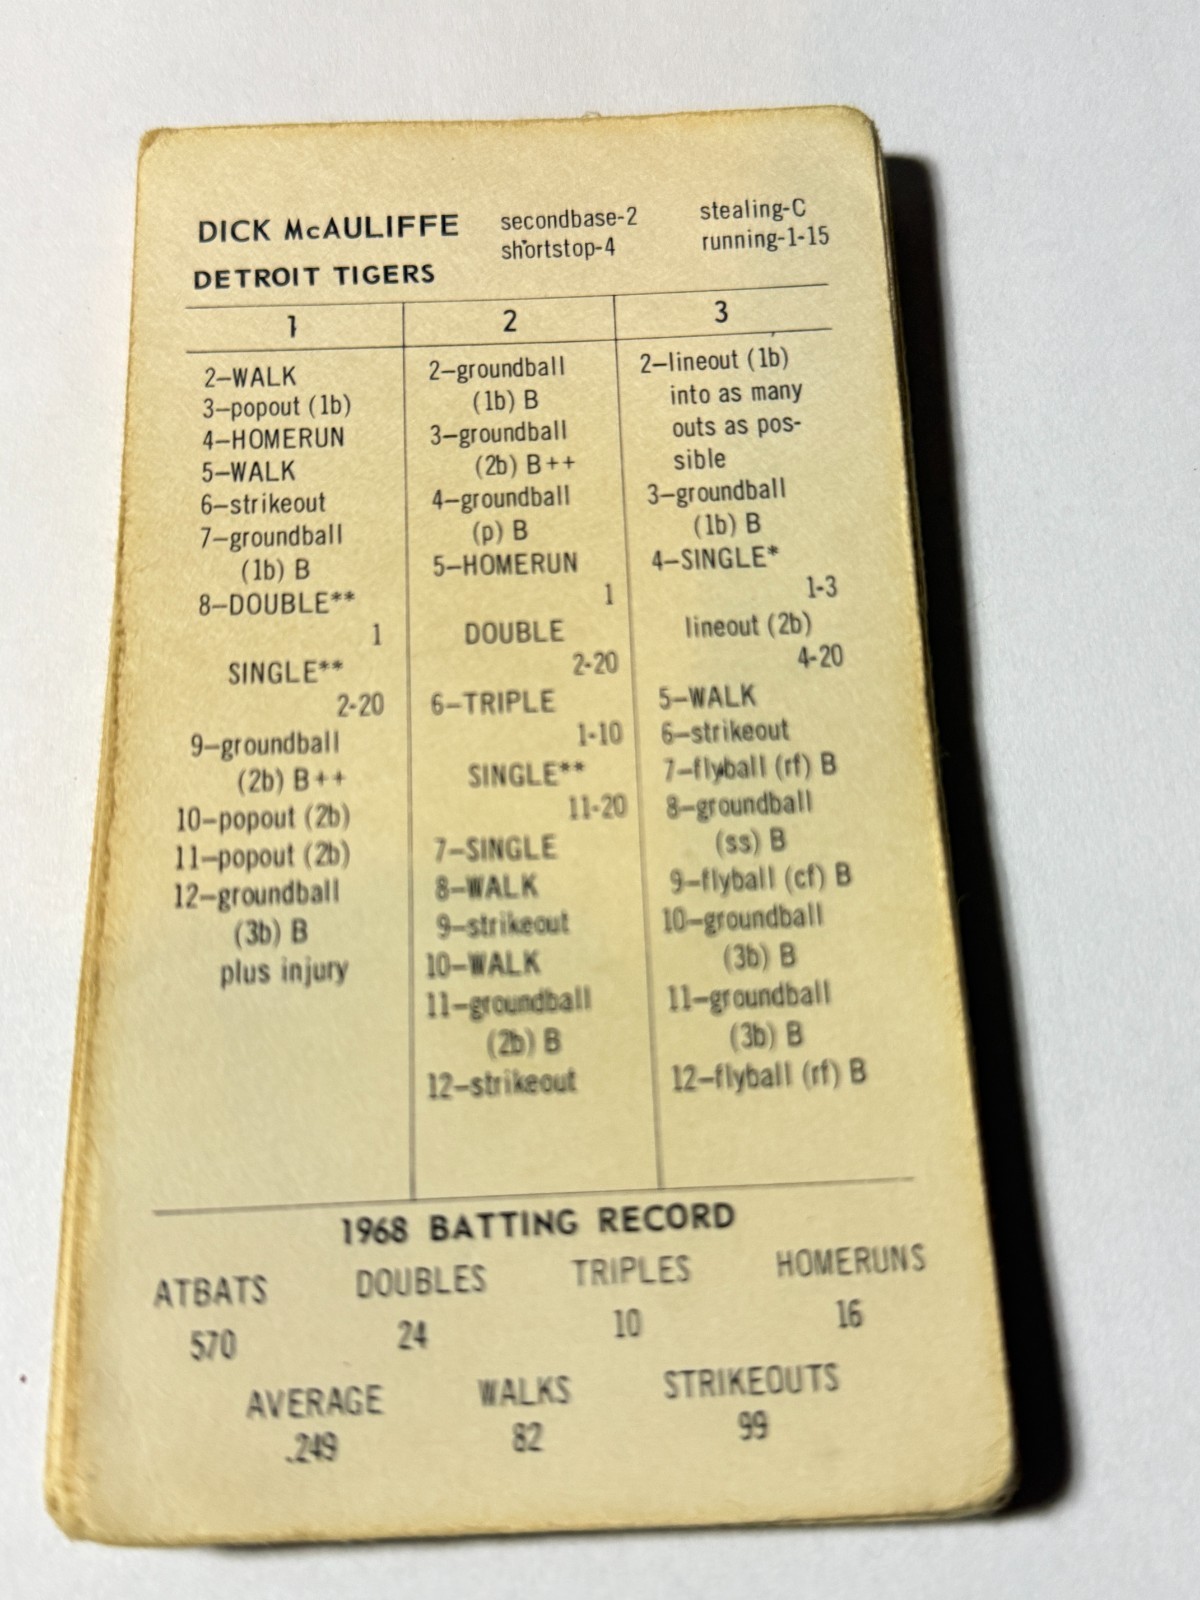 DICK McAULIFFE
DETROIT TIGERS
secondbase-2
shortstop-4
stealing-C
running-1-15
1
2-WALK
3-popout (1b)
4-HOMERUN
5-WALK
6-strikeout
7-groundball
(1b) B
8-DOUBLE**
1
SINGLE**
2-20
9-groundball
(2b) B++
10-popout (2b)
11-popout (2b)
12-groundball
(3b) B
plus injury
2
2-groundball
(1b) B
3-groundball
(2b) B++
4-groundball
(p) B
5-HOMERUN
1
DOUBLE
2-20
6-TRIPLE
1-10
SINGLE**
11-20
7-SINGLE
8-WALK
9-strikeout
10-WALK
11-groundball
(2b) B
12-strikeout
3
2-lineout (1b)
into as many
outs as pos-
sible
3-groundball
(1b) B
4-SINGLE*
1-3
lineout (2b)
4-20
5-WALK
6-strikeout
7-flyball (rf) B
8-groundball
(ss) B
9-flyball (cf) B
10-groundball
(3b) B
11-groundball
(3b) B
12-flyball (rf) B
1968 BATTING RECORD
ATBATS DOUBLES TRIPLES HOMERUNS
570 24 10 16
AVERAGE WALKS STRIKEOUTS
.249 82 99